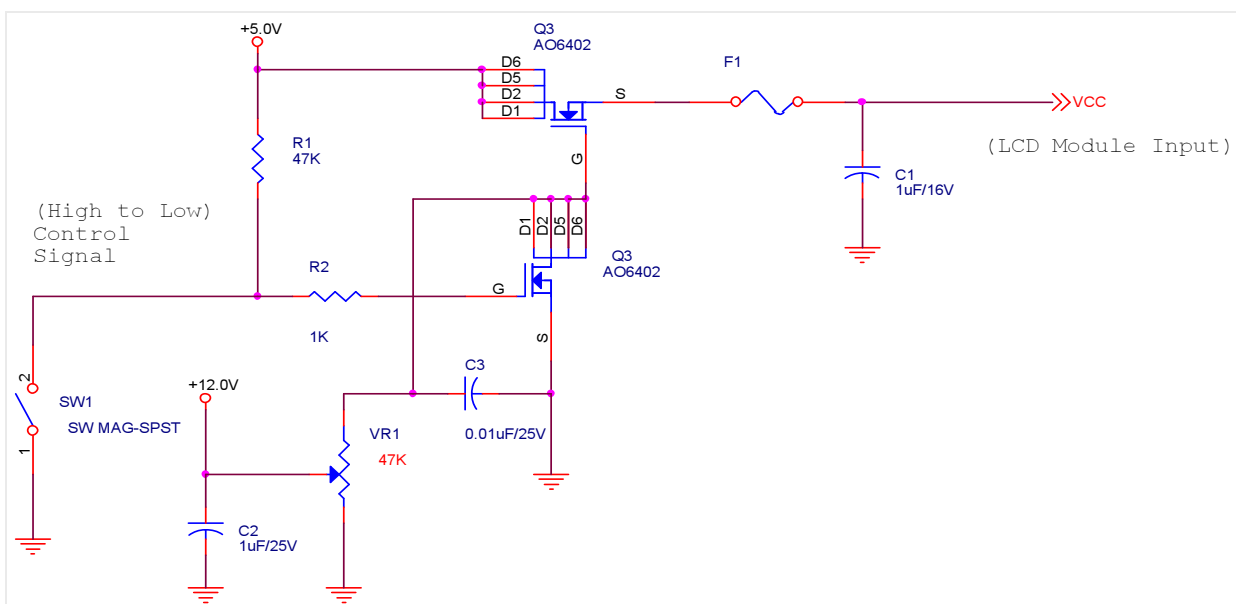 +5.0V
Q3
AO6402
D6
D5
D2
D1
S
G
F1
VCC
(LCD Module Input)
R1
47K
C1
1uF/16V
(High to Low)
Control
Signal
D1
D2
D5
D6
Q3
AO6402
R2
1K
G
S
2
1
SW1
SW MAG-SPST
+12.0V
C3
0.01uF/25V
VR1
47K
C2
1uF/25V